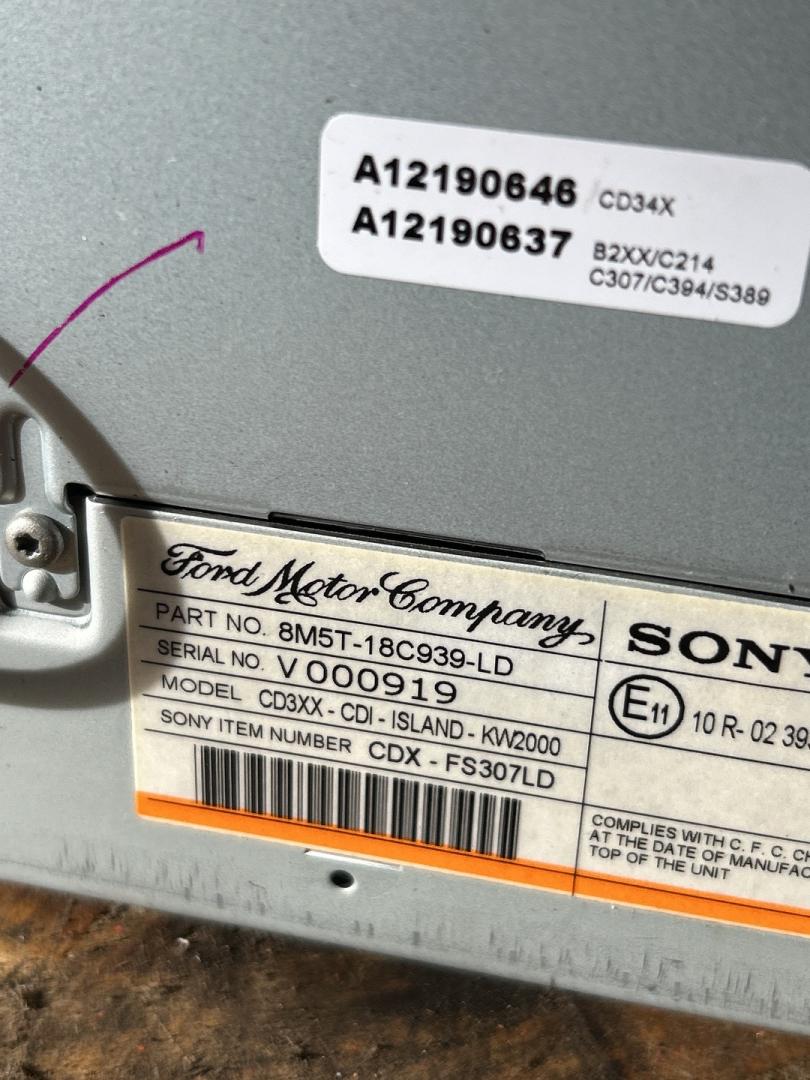 A12190646 CD34X
A12190637 B2XX/C214
C307/C394/S389
Ford Motor Company
PART NO. 8M5T-18C939-LD
SERIAL NO. V000919
MODEL CD3XX - CDI - ISLAND - KW2000
SONY ITEM NUMBER CDX - FS307LD
SONY
E11 10 R- 02 39
COMPLIES WITH C. F. C.
AT THE DATE OF
TOP OF THE UNIT